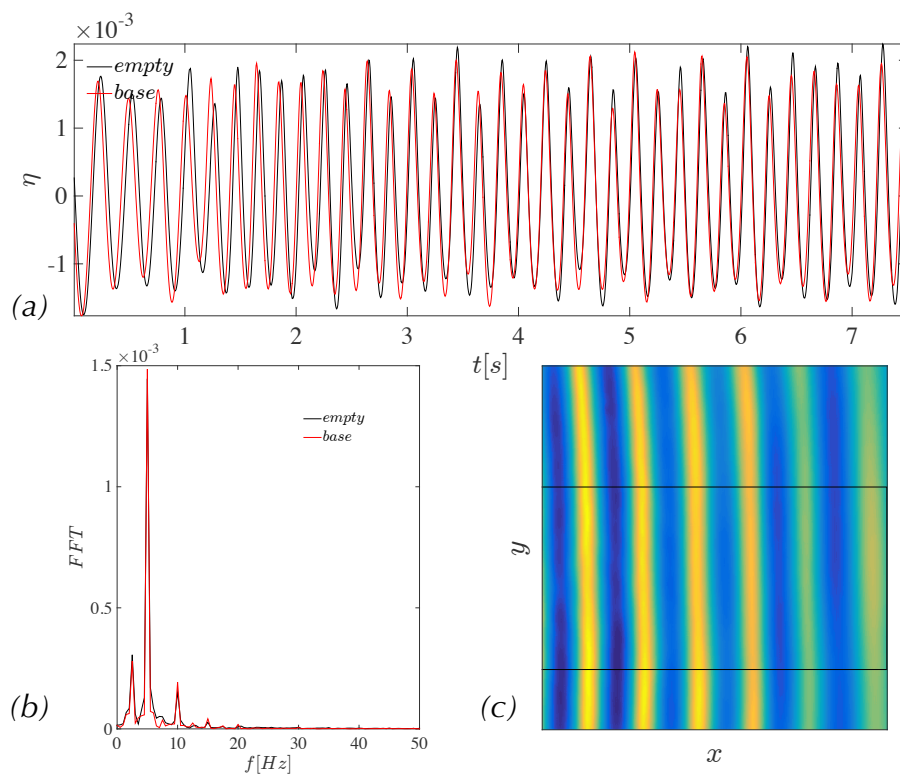 ×10⁻³
2
1
0
-1
η
empty
base
(a)
1 2 3 4 5 6 7
t[s]
×10⁻³
1.5
1
0.5
0
FFT
empty
base
(b)
0 10 20 30 40 50
f[Hz]
y
(c)
x